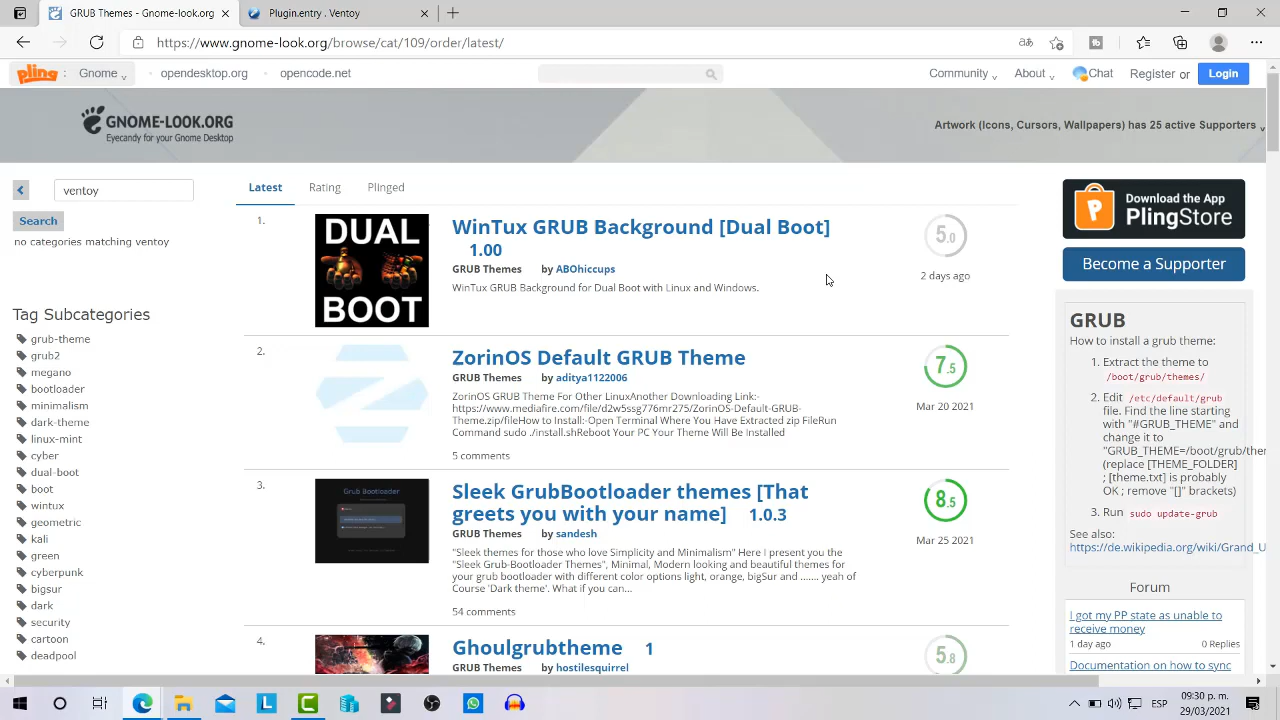 GRUB Themes - Gnome-look.org
Plugin.theme . Ventoy
https://www.gnome-look.org/browse/cat/109/order/latest/
pling : Gnome opendesktop.org opencode.net
Community About Chat Register or Login
GNOME-LOOK.ORG
Eyecandy for your Gnome Desktop
Artwork (Icons, Cursors, Wallpapers) has 25 active Supporters
ventoy
Search
no categories matching ventoy
Tag Subcategories
grub-theme
grub2
megano
bootloader
minimalism
dark-theme
linux-mint
cyber
dual-boot
boot
wintux
geometric
kali
green
cyberpunk
bigsur
dark
security
cartoon
deadpool
Latest Rating Plinged
1.
DUAL
BOOT
WinTux GRUB Background [Dual Boot]
1.00
GRUB Themes by ABOhiccups
WinTux GRUB Background for Dual Boot with Linux and Windows.
5.0
2 days ago
2.
ZorinOS Default GRUB Theme
GRUB Themes by aditya1122006
ZorinOS GRUB Theme For Other LinuxAnother Downloading Link:-
https://www.mediafire.com/file/d2w5ssg776mr275/ZorinOS-Default-GRUB-
Theme.zip/fileHow to Install:-Open Terminal Where You Have Extracted zip FileRun
Command sudo ./install.shReboot Your PC Your Theme Will Be Installed
5 comments
7.5
Mar 20 2021
3.
Grub Bootloader
Sleek GrubBootloader themes [That
greets you with your name] 1.0.3
GRUB Themes by sandesh
"Sleek themes for those who love Simplicity and Minimalism" Here I present you the
"Sleek Grub-Bootloader Themes", Minimal, Modern looking and beautiful themes for
your grub bootloader with different color options light, orange, bigSur and ....... yeah of
Course 'Dark theme'. What if you can...
54 comments
8.5
Mar 25 2021
4.
Ghoulgrubtheme 1
GRUB Themes by hostilesquirrel
5.8
Download the App
PlingStore
Become a Supporter
GRUB
How to install a grub theme:
1. Extract the theme to
/boot/grub/themes/
2. Edit /etc/default/grub
file. Find the line starting
with "#GRUB_THEME" and
change it to
"GRUB_THEME=/boot/grub/the
(replace [THEME_FOLDER]
; [theme.txt] is probably
OK ; remove "[]" brackets)
3. Run sudo update-grub
See also:
https://de.wikipedia.org/wiki/Grand_U
Forum
I got my PP state as unable to
receive money
1 day ago 0 Replies
Documentation on how to sync
ESP
09:30 p. m.
29/03/2021